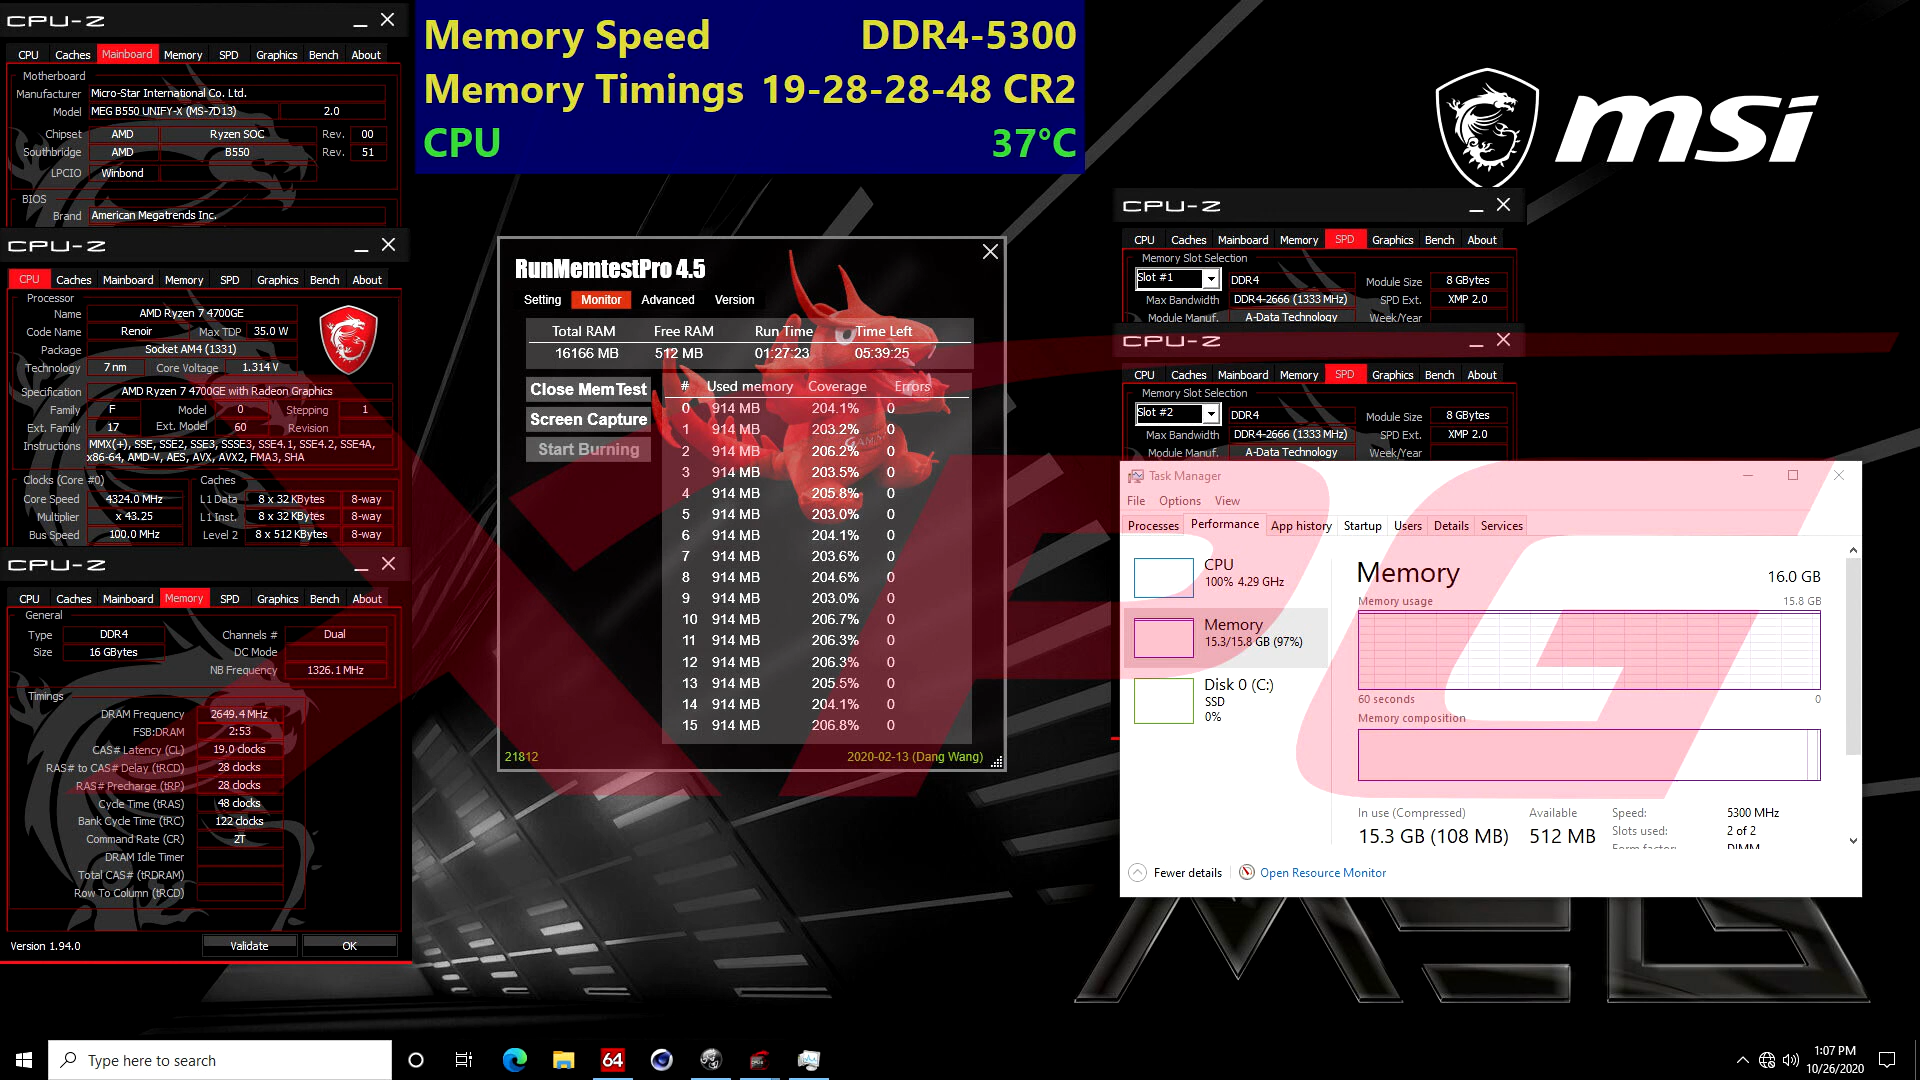 CPU-Z
CPU Caches Mainboard Memory SPD Graphics Bench About
Motherboard
Manufacturer Micro-Star International Co. Ltd.
Model MEG B550 UNIFY-X (MS-7D13) 2.0
Chipset AMD Ryzen SOC Rev. 00
Southbridge AMD B550 Rev. 51
LPCIO Winbond
BIOS
Brand American Megatrends Inc.
CPU-Z
CPU Caches Mainboard Memory SPD Graphics Bench About
Processor
Name AMD Ryzen 7 4700GE
Code Name Renoir Max TDP 35.0 W
Package Socket AM4 (1331)
Technology 7 nm Core Voltage 1.314 V
Specification AMD Ryzen 7 4700GE with Radeon Graphics
Family F Model 0 Stepping 1
Ext. Family 17 Ext. Model 60 Revision
Instructions MMX(+), SSE, SSE2, SSE3, SSSE3, SSE4.1, SSE4.2, SSE4A,
x86-64, AMD-V, AES, AVX, AVX2, FMA3, SHA
Clocks (Core #0) Caches
Core Speed 4324.0 MHz L1 Data 8 x 32 KBytes 8-way
Multiplier x 43.25 L1 Inst. 8 x 32 KBytes 8-way
Bus Speed 100.0 MHz Level 2 8 x 512 KBytes 8-way
CPU-Z
CPU Caches Mainboard Memory SPD Graphics Bench About
General
Type DDR4 Channels # Dual
Size 16 GBytes DC Mode
NB Frequency 1326.1 MHz
Timings
DRAM Frequency 2649.4 MHz
FSB:DRAM 2:53
CAS# Latency (CL) 19.0 clocks
RAS# to CAS# Delay (tRCD) 28 clocks
RAS# Precharge (tRP) 28 clocks
Cycle Time (tRAS) 48 clocks
Bank Cycle Time (tRC) 122 clocks
Command Rate (CR) 2T
DRAM Idle Timer
Total CAS# (tRDRAM)
Row To Column (tRCD)
Version 1.94.0 Validate OK
Memory Speed DDR4-5300
Memory Timings 19-28-28-48 CR2
CPU 37°C
RunMemtestPro 4.5
Setting Monitor Advanced Version
Total RAM Free RAM Run Time Time Left
16166 MB 512 MB 01:27:23 05:39:25
Close MemTest
Screen Capture
Start Burning
# Used memory Coverage Errors
0 914 MB 204.1% 0
1 914 MB 203.2% 0
2 914 MB 206.2% 0
3 914 MB 203.5% 0
4 914 MB 205.8% 0
5 914 MB 203.0% 0
6 914 MB 204.1% 0
7 914 MB 203.6% 0
8 914 MB 204.6% 0
9 914 MB 203.0% 0
10 914 MB 206.7% 0
11 914 MB 206.3% 0
12 914 MB 206.3% 0
13 914 MB 205.5% 0
14 914 MB 204.1% 0
15 914 MB 206.8% 0
21812 2020-02-13 (Dang Wang)
msi
CPU-Z
CPU Caches Mainboard Memory SPD Graphics Bench About
Memory Slot Selection
Slot #1 DDR4 Module Size 8 GBytes
Max Bandwidth DDR4-2666 (1333 MHz) SPD Ext. XMP 2.0
Module Manuf. A-Data Technology Week/Year
CPU-Z
CPU Caches Mainboard Memory SPD Graphics Bench About
Memory Slot Selection
Slot #2 DDR4 Module Size 8 GBytes
Max Bandwidth DDR4-2666 (1333 MHz) SPD Ext. XMP 2.0
Module Manuf. A-Data Technology Week/Year
Task Manager
File Options View
Processes Performance App history Startup Users Details Services
CPU
100% 4.29 GHz
Memory
15.3/15.8 GB (97%)
Disk 0 (C:)
SSD
0%
Memory 16.0 GB
Memory usage 15.8 GB
60 seconds 0
Memory composition
In use (Compressed) Available Speed: 5300 MHz
15.3 GB (108 MB) 512 MB Slots used: 2 of 2
Form factor: DIMM
Fewer details Open Resource Monitor
XPG
MEG
Type here to search
64
1:07 PM
10/26/2020